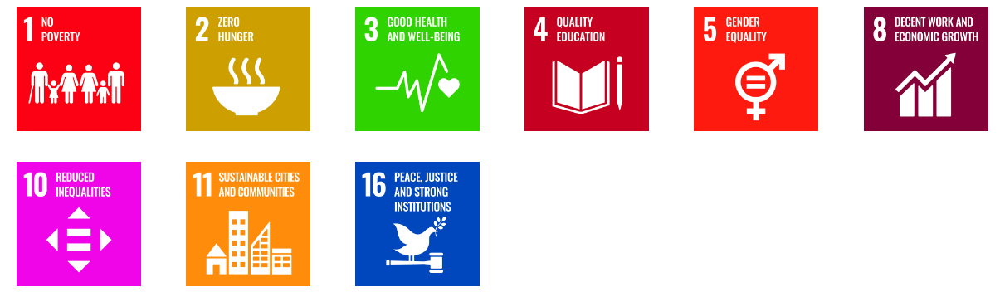 1 NO
POVERTY
2 ZERO
HUNGER
3 GOOD HEALTH
AND WELL-BEING
4 QUALITY
EDUCATION
5 GENDER
EQUALITY
8 DECENT WORK AND
ECONOMIC GROWTH
10 REDUCED
INEQUALITIES
11 SUSTAINABLE CITIES
AND COMMUNITIES
16 PEACE, JUSTICE
AND STRONG
INSTITUTIONS